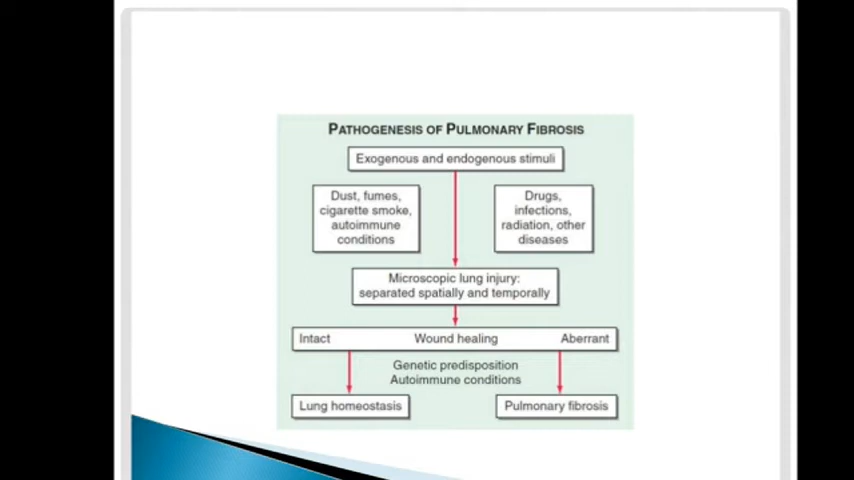 PATHOGENESIS OF PULMONARY FIBROSIS
Exogenous and endogenous stimuli
Dust, fumes,
cigarette smoke,
autoimmune
conditions
Drugs,
infections,
radiation, other
diseases
Microscopic lung injury:
separated spatially and temporally
Intact Wound healing Aberrant
Genetic predisposition
Autoimmune conditions
Lung homeostasis
Pulmonary fibrosis